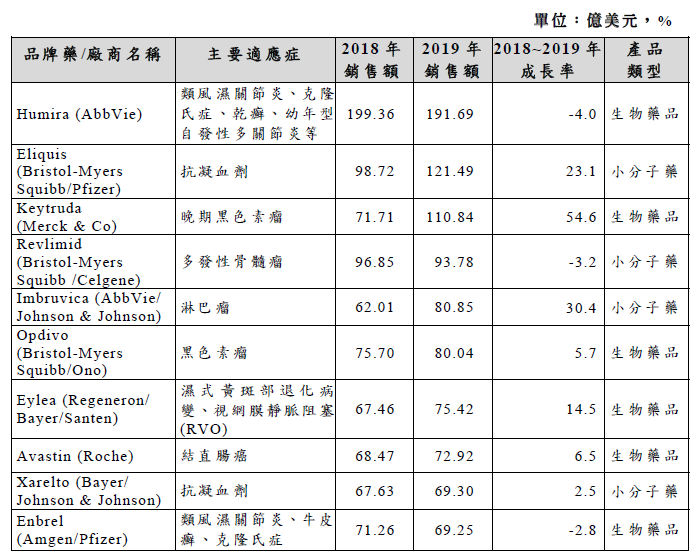 單位：億美元，%
品牌藥/廠商名稱 主要適應症 2018 年銷售額 2019 年銷售額 2018~2019 年成長率 產品類型
Humira (AbbVie) 類風濕關節炎、克隆氏症、乾癬、幼年型自發性多關節炎等 199.36 191.69 -4.0 生物藥品
Eliquis (Bristol-Myers Squibb/Pfizer) 抗凝血劑 98.72 121.49 23.1 小分子藥
Keytruda (Merck & Co) 晚期黑色素瘤 71.71 110.84 54.6 生物藥品
Revlimid (Bristol-Myers Squibb /Celgene) 多發性骨髓瘤 96.85 93.78 -3.2 小分子藥
Imbruvica (AbbVie/ Johnson & Johnson) 淋巴瘤 62.01 80.85 30.4 小分子藥
Opdivo (Bristol-Myers Squibb/Ono) 黑色素瘤 75.70 80.04 5.7 生物藥品
Eylea (Regeneron/ Bayer/Santen) 濕式黃斑部退化病變、視網膜靜脈阻塞(RVO) 67.46 75.42 14.5 生物藥品
Avastin (Roche) 結直腸癌 68.47 72.92 6.5 生物藥品
Xarelto (Bayer/ Johnson & Johnson) 抗凝血劑 67.63 69.30 2.5 小分子藥
Enbrel (Amgen/Pfizer) 類風濕關節炎、牛皮癬、克隆氏症 71.26 69.25 -2.8 生物藥品